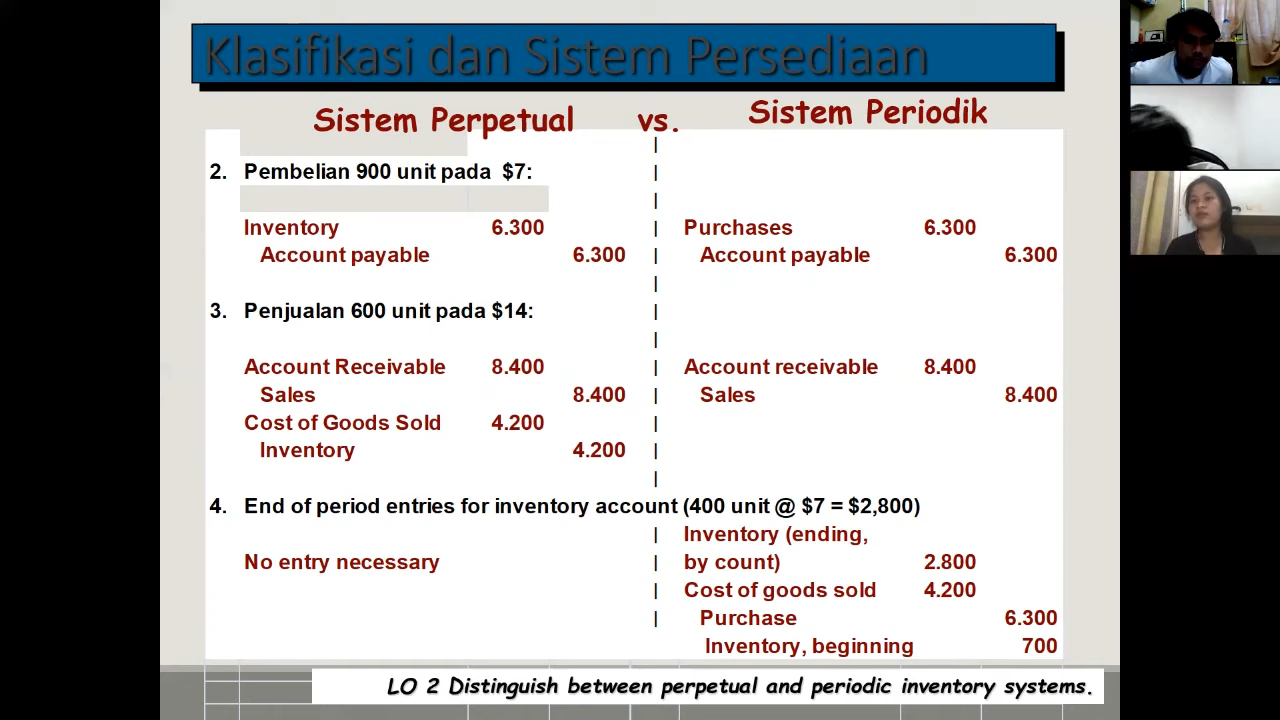 Klasifikasi dan Sistem Persediaan
Sistem Perpetual vs. Sistem Periodik
2. Pembelian 900 unit pada $7:
Inventory 6.300 | Purchases 6.300
Account payable 6.300 | Account payable 6.300
3. Penjualan 600 unit pada $14:
Account Receivable 8.400 | Account receivable 8.400
Sales 8.400 | Sales 8.400
Cost of Goods Sold 4.200
Inventory 4.200
4. End of period entries for inventory account (400 unit @ $7 = $2,800)
Inventory (ending,
No entry necessary | by count) 2.800
Cost of goods sold 4.200
Purchase 6.300
Inventory, beginning 700
LO 2 Distinguish between perpetual and periodic inventory systems.